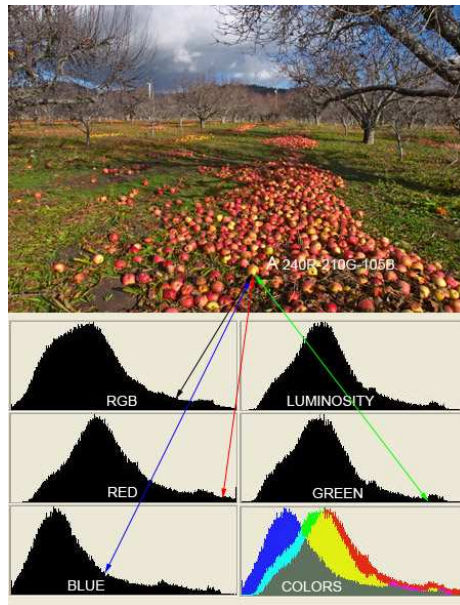 A 240R-210G-105B
RGB
LUMINOSITY
RED
GREEN
BLUE
COLORS